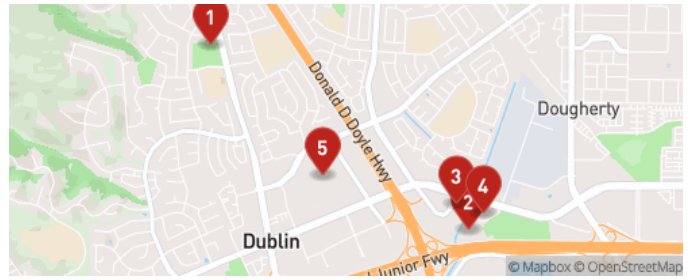 1
Donald D Doyle Hwy
Dougherty
5
3
4
2
Dublin
Junior Fwy
© Mapbox © OpenStreetMap